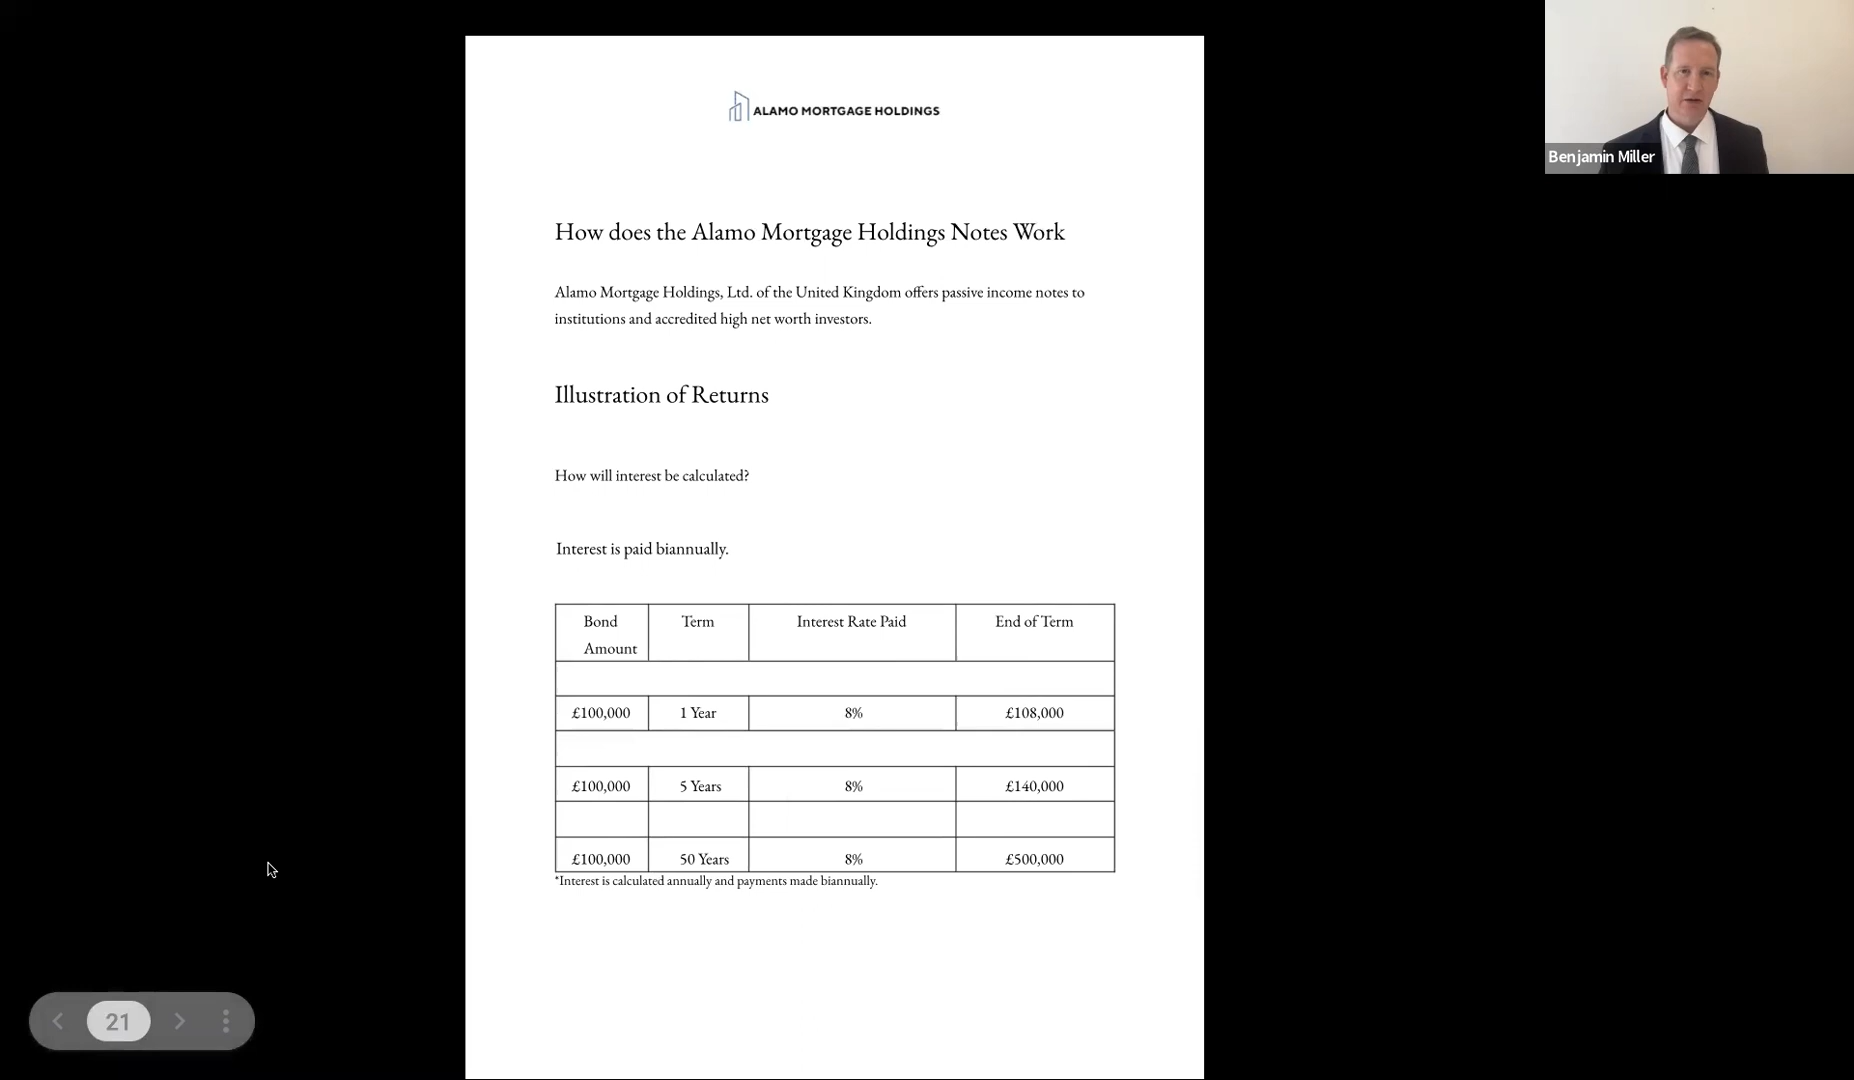 ALAMO MORTGAGE HOLDINGS
Benjamin Miller
How does the Alamo Mortgage Holdings Notes Work
Alamo Mortgage Holdings, Ltd. of the United Kingdom offers passive income notes to
institutions and accredited high net worth investors.
Illustration of Returns
How will interest be calculated?
Interest is paid biannually.
Bond Amount Term Interest Rate Paid End of Term
£100,000 1 Year 8% £108,000
£100,000 5 Years 8% £140,000
£100,000 50 Years 8% £500,000
*Interest is calculated annually and payments made biannually.
21